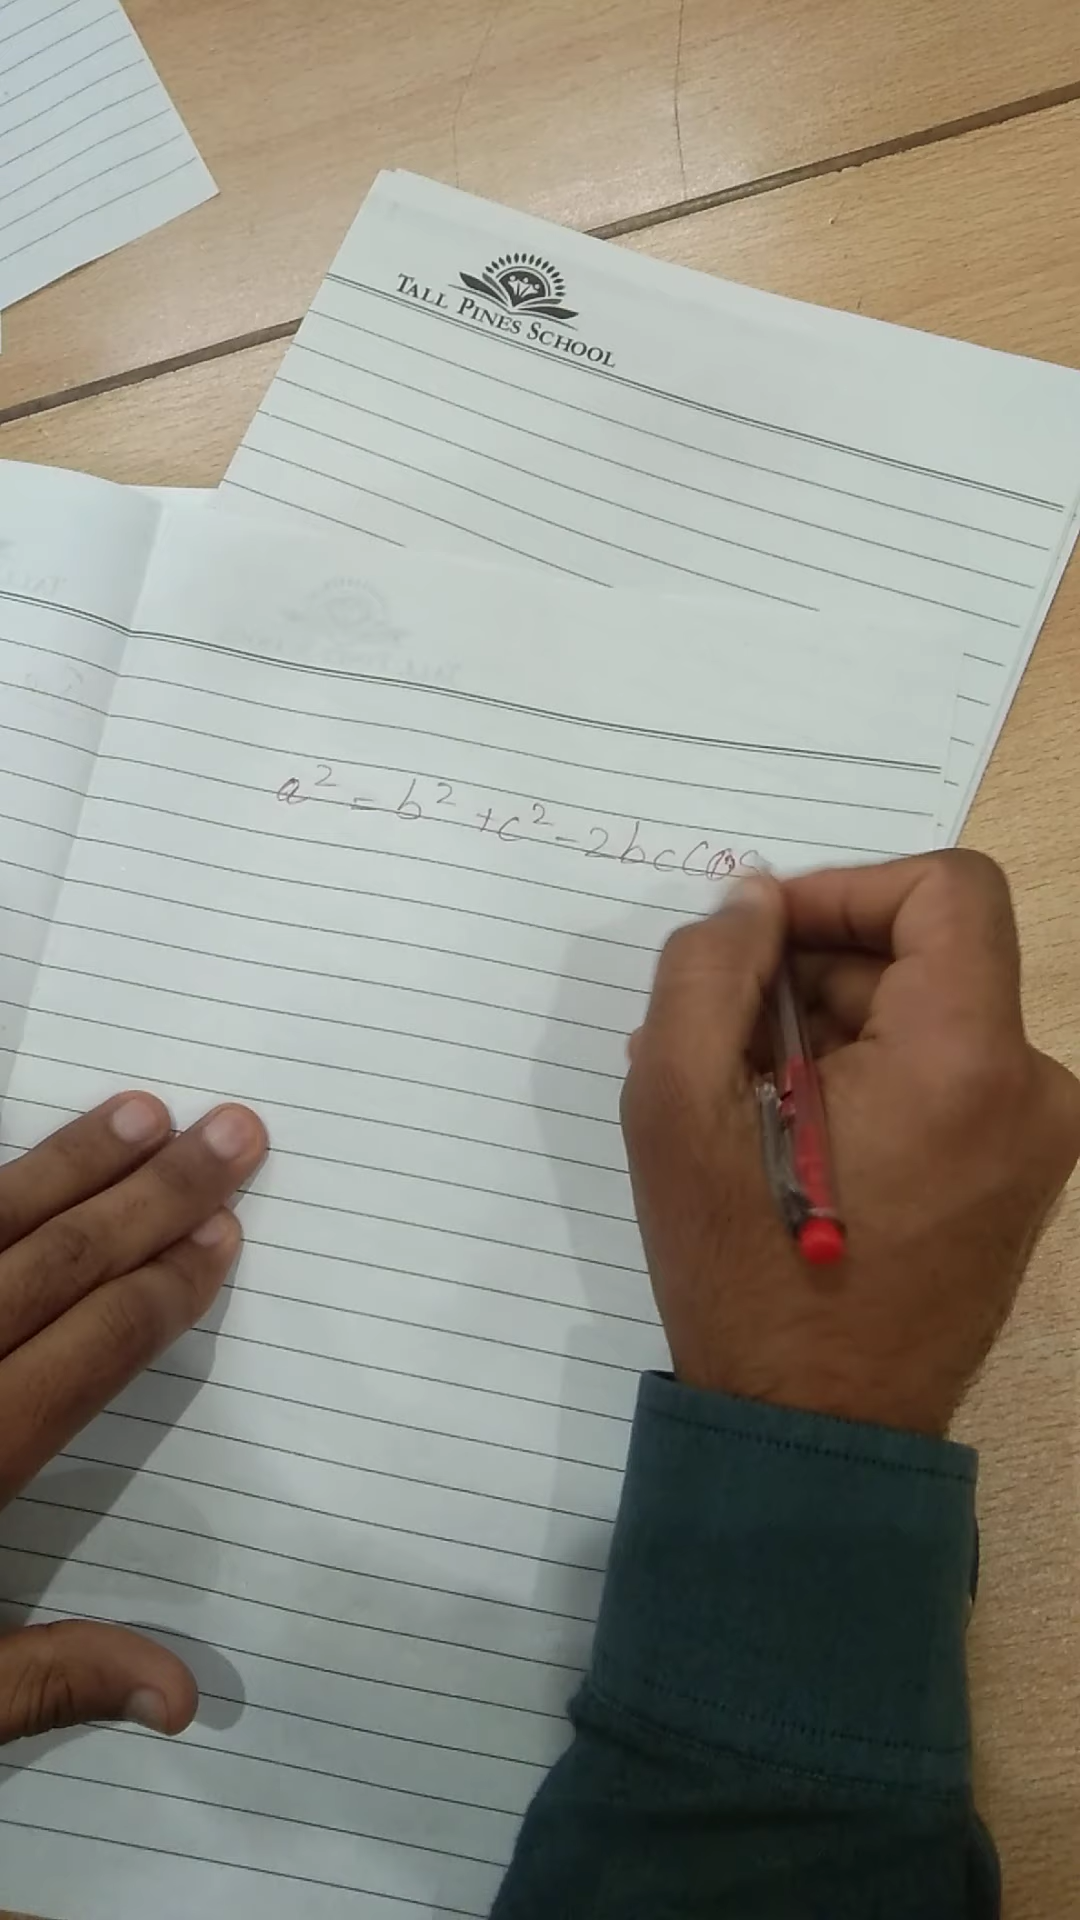 TALL PINES SCHOOL
a² = b² + c² - 2bc Cos